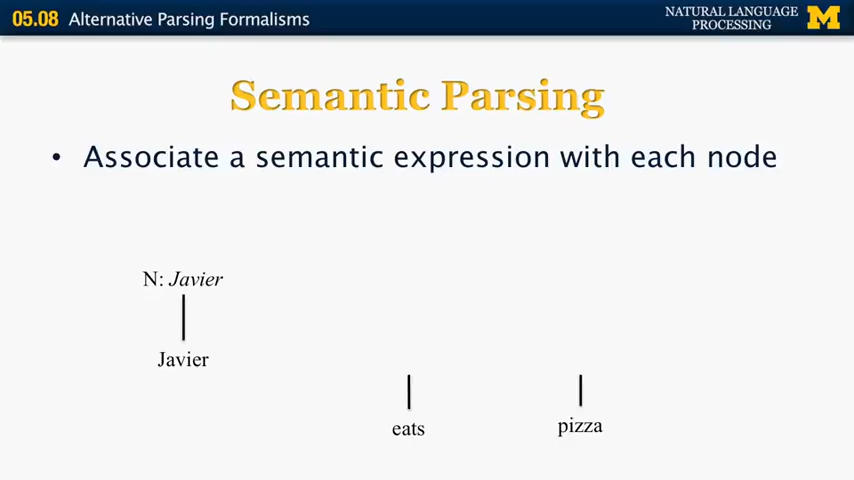 05.08 Alternative Parsing Formalisms
NATURAL LANGUAGE
PROCESSING
M
Semantic Parsing
• Associate a semantic expression with each node
N: Javier
Javier
eats
pizza